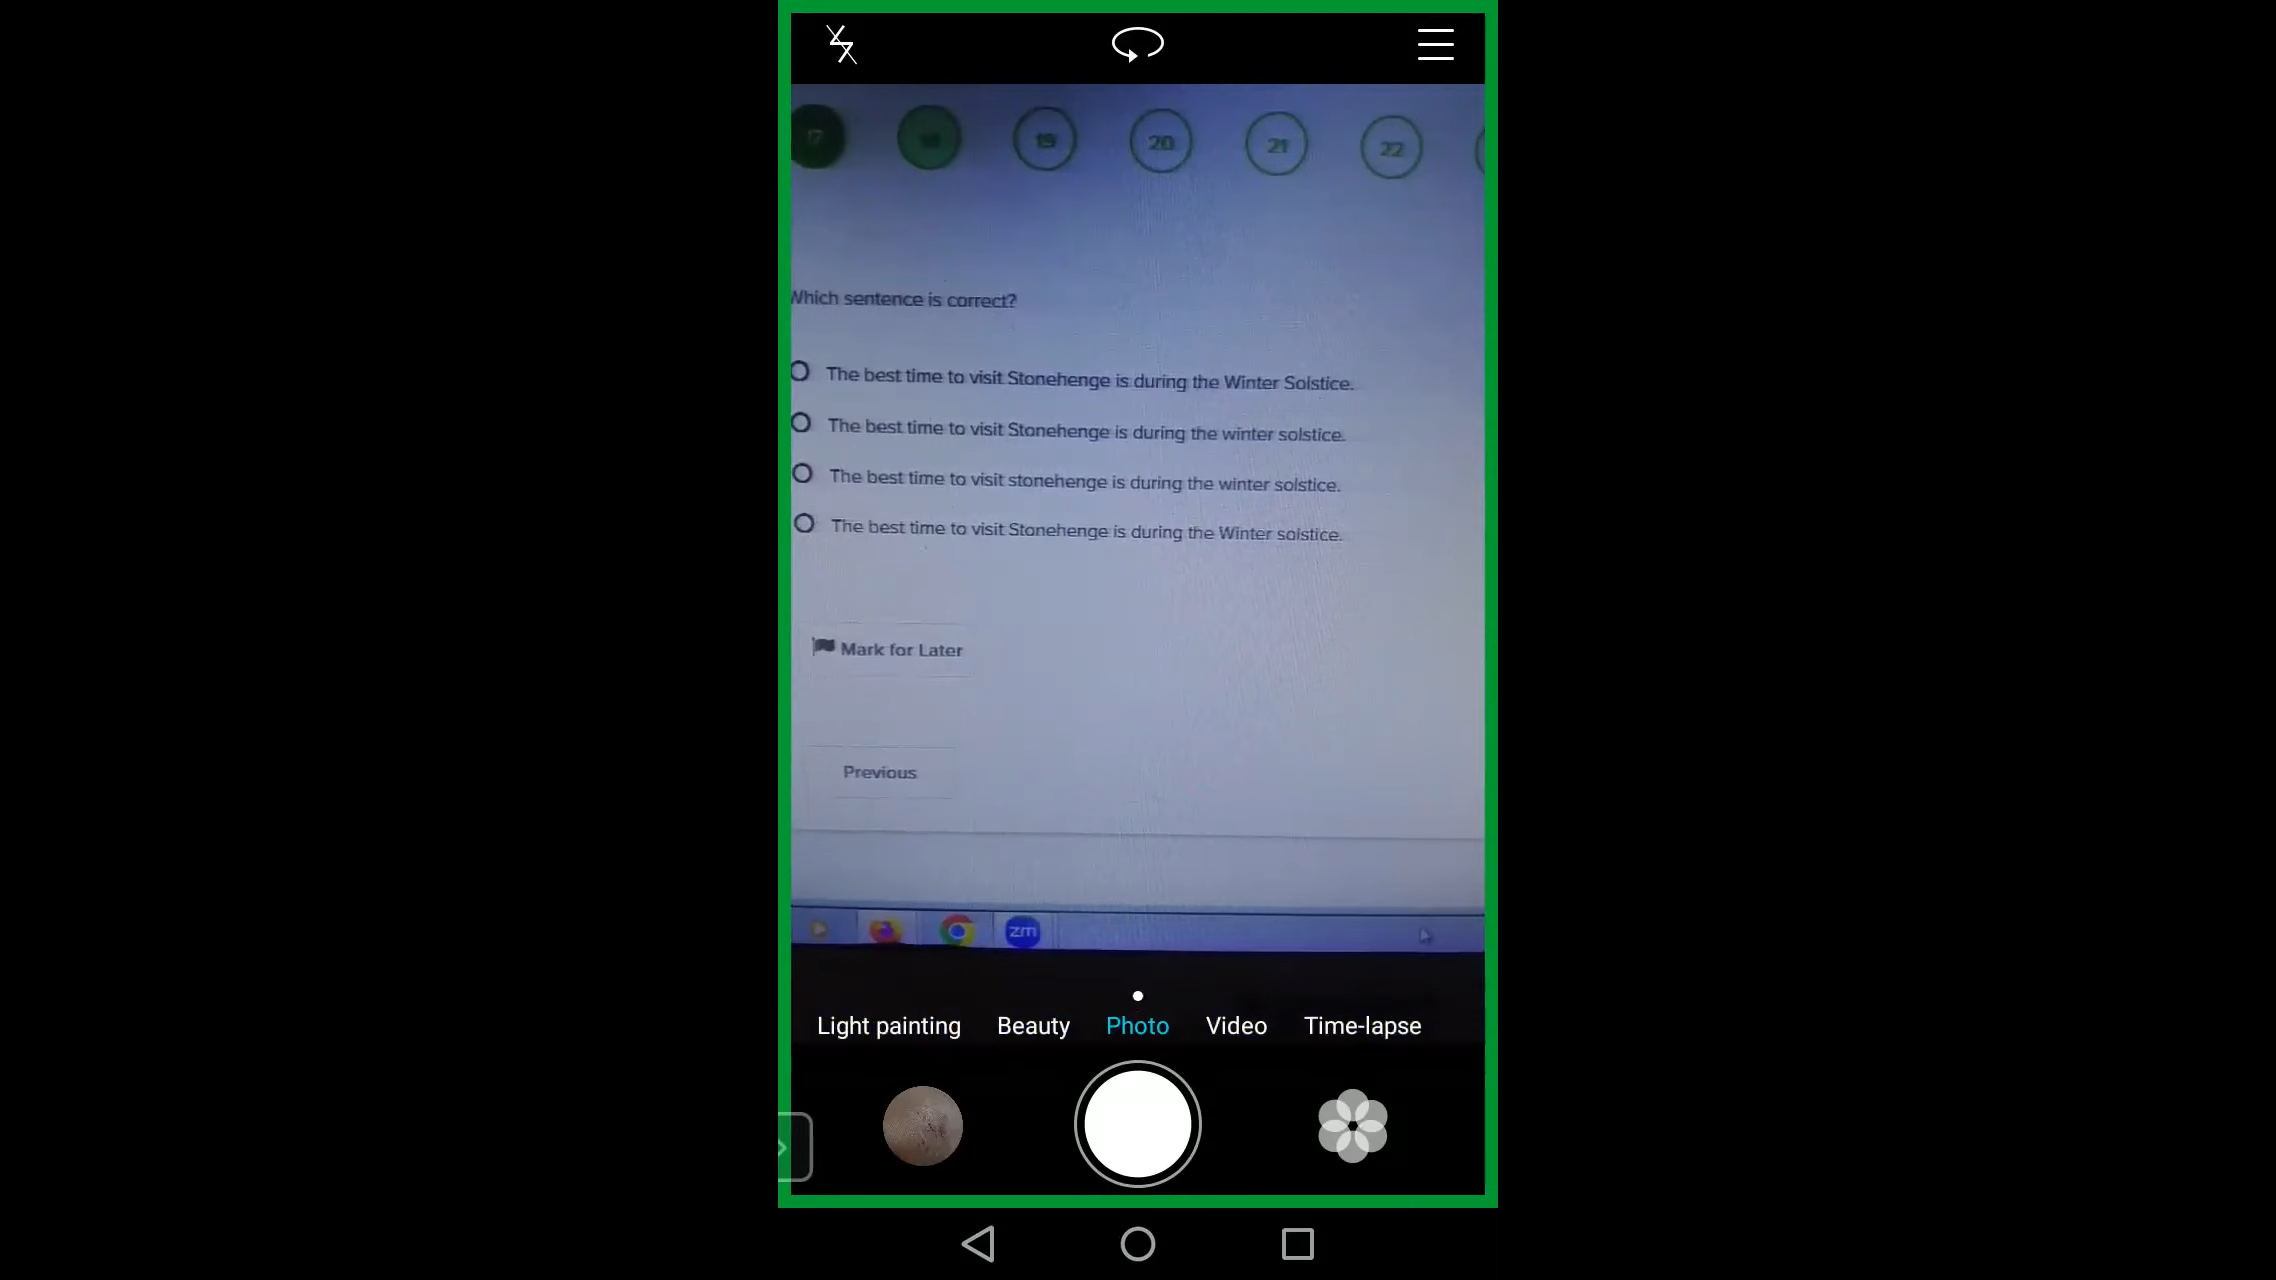 17 19 20 21 22
Which sentence is correct?
The best time to visit Stonehenge is during the Winter Solstice.
The best time to visit Stonehenge is during the winter solstice.
The best time to visit stonehenge is during the winter solstice.
The best time to visit Stonehenge is during the Winter solstice.
Mark for Later
Previous
zm
Light painting Beauty Photo Video Time-lapse